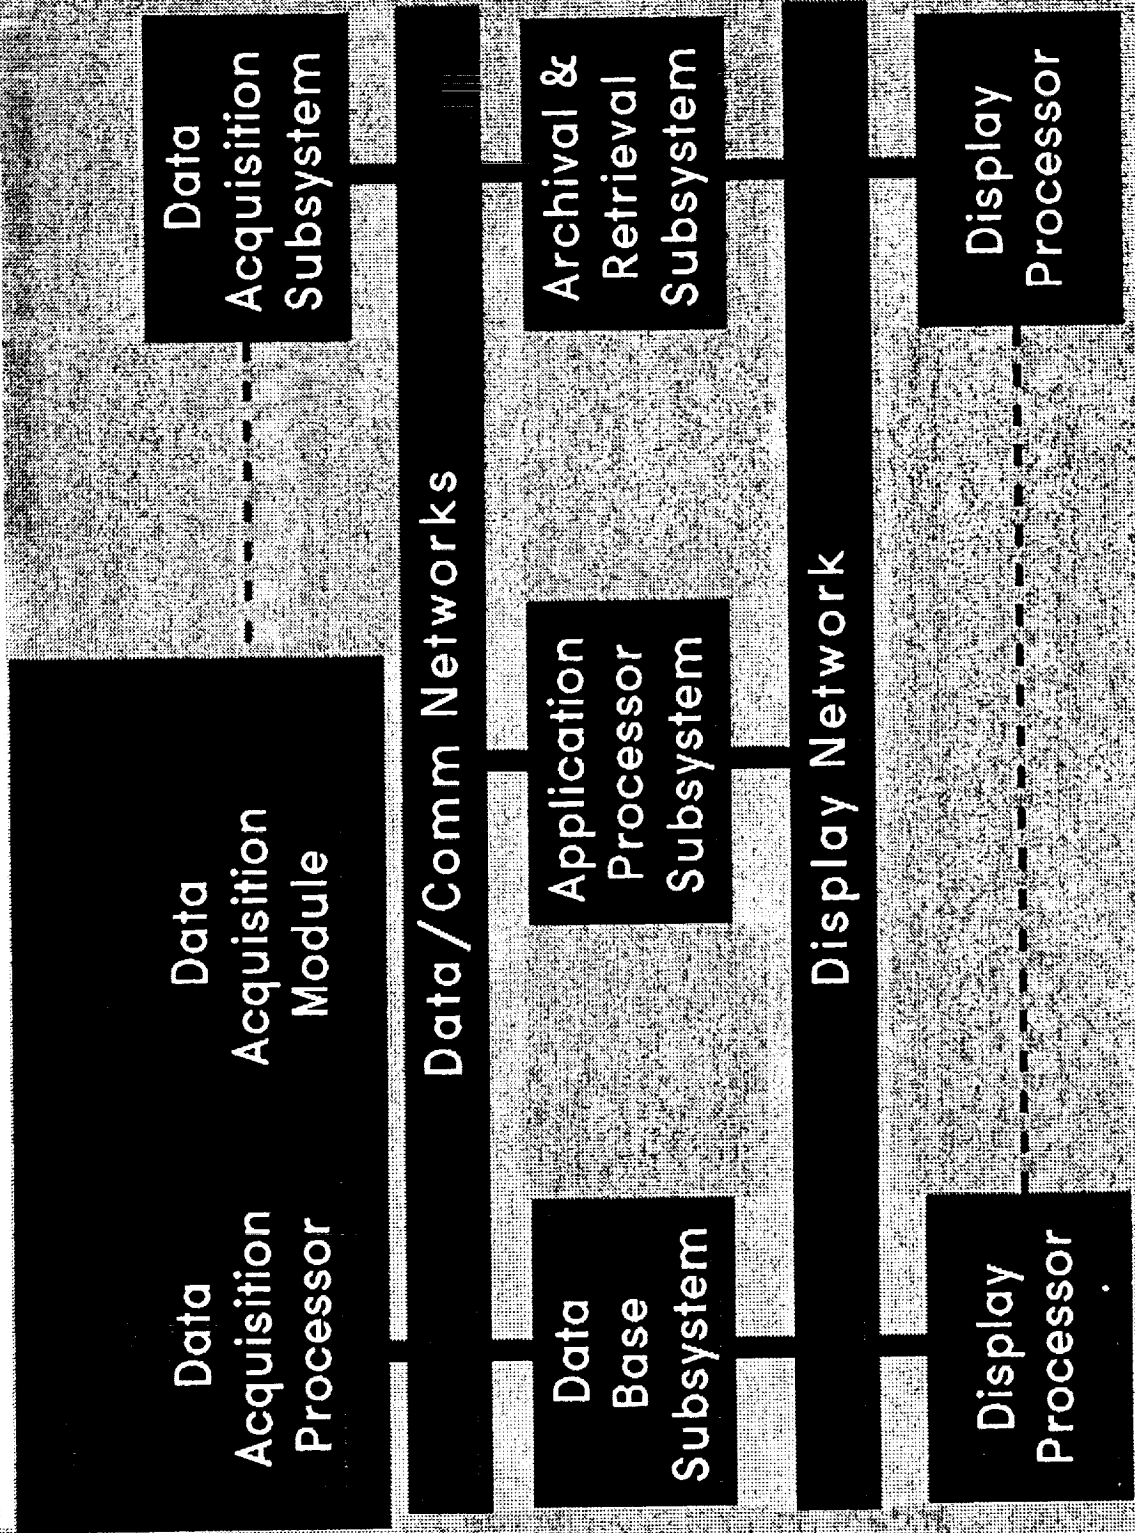 Data
Acquisition
Processor
Data
Acquisition
Module
Data
Acquisition
Subsystem
Data/Comm Networks
Data
Base
Subsystem
Application
Processor
Subsystem
Archival &
Retrieval
Subsystem
Display Network
Display
Processor
Display
Processor